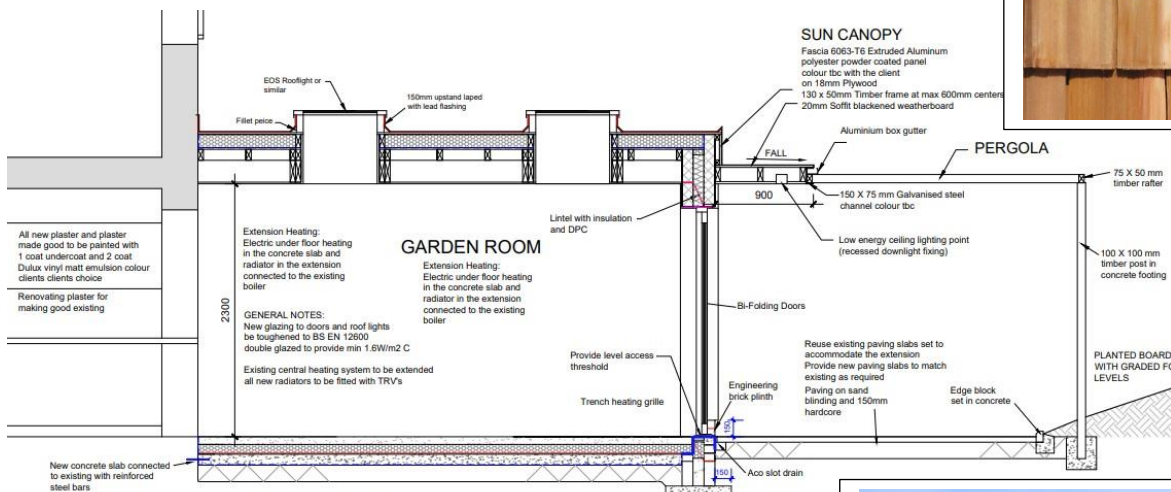 SUN CANOPY
Fascia 6063-T6 Extruded Aluminum
polyester powder coated panel
colour tbc with the client
on 18mm Plywood
130 x 50mm Timber frame at max 600mm centers
20mm Soffit blackened weatherboard
EOS Rooflight or
similar
150mm upstand laped
with lead flashing
Fillet peice
Aluminium box gutter
FALL
PERGOLA
75 X 50 mm
timber rafter
900
150 X 75 mm Galvanised steel
channel colour tbc
Lintel with insulation
and DPC
Low energy ceiling lighting point
(recessed downlight fixing)
100 X 100 mm
timber post in
concrete footing
All new plaster and plaster
made good to be painted with
1 coat undercoat and 2 coat
Dulux vinyl matt emulsion colour
clients clients choice
Renovating plaster for
making good existing
2300
Extension Heating:
Electric under floor heating
in the concrete slab and
radiator in the extension
connected to the existing
boiler
GARDEN ROOM
Extension Heating:
Electric under floor heating
in the concrete slab and
radiator in the extension
connected to the existing
boiler
GENERAL NOTES:
New glazing to doors and roof lights
be toughened to BS EN 12600
double glazed to provide min 1.6W/m2 C
Existing central heating system to be extended
all new radiators to be fitted with TRV's
Bi-Folding Doors
Provide level access
threshold
Trench heating grille
Engineering
brick plinth
150
Reuse existing paving slabs set to
accommodate the extension
Provide new paving slabs to match
existing as required
Paving on sand
blinding and 150mm
hardcore
Edge block
set in concrete
PLANTED BOARD
WITH GRADED FO
LEVELS
New concrete slab connected
to existing with reinforced
steel bars
150
Aco slot drain